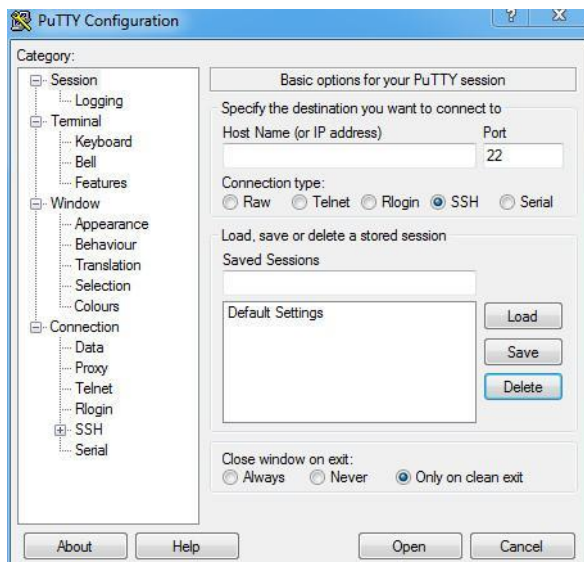 PuTTY Configuration
Category:
Session
Logging
Terminal
Keyboard
Bell
Features
Window
Appearance
Behaviour
Translation
Selection
Colours
Connection
Data
Proxy
Telnet
Rlogin
SSH
Serial
Basic options for your PuTTY session
Specify the destination you want to connect to
Host Name (or IP address) Port
22
Connection type:
Raw Telnet Rlogin SSH Serial
Load, save or delete a stored session
Saved Sessions
Default Settings
Load
Save
Delete
Close window on exit:
Always Never Only on clean exit
About Help Open Cancel